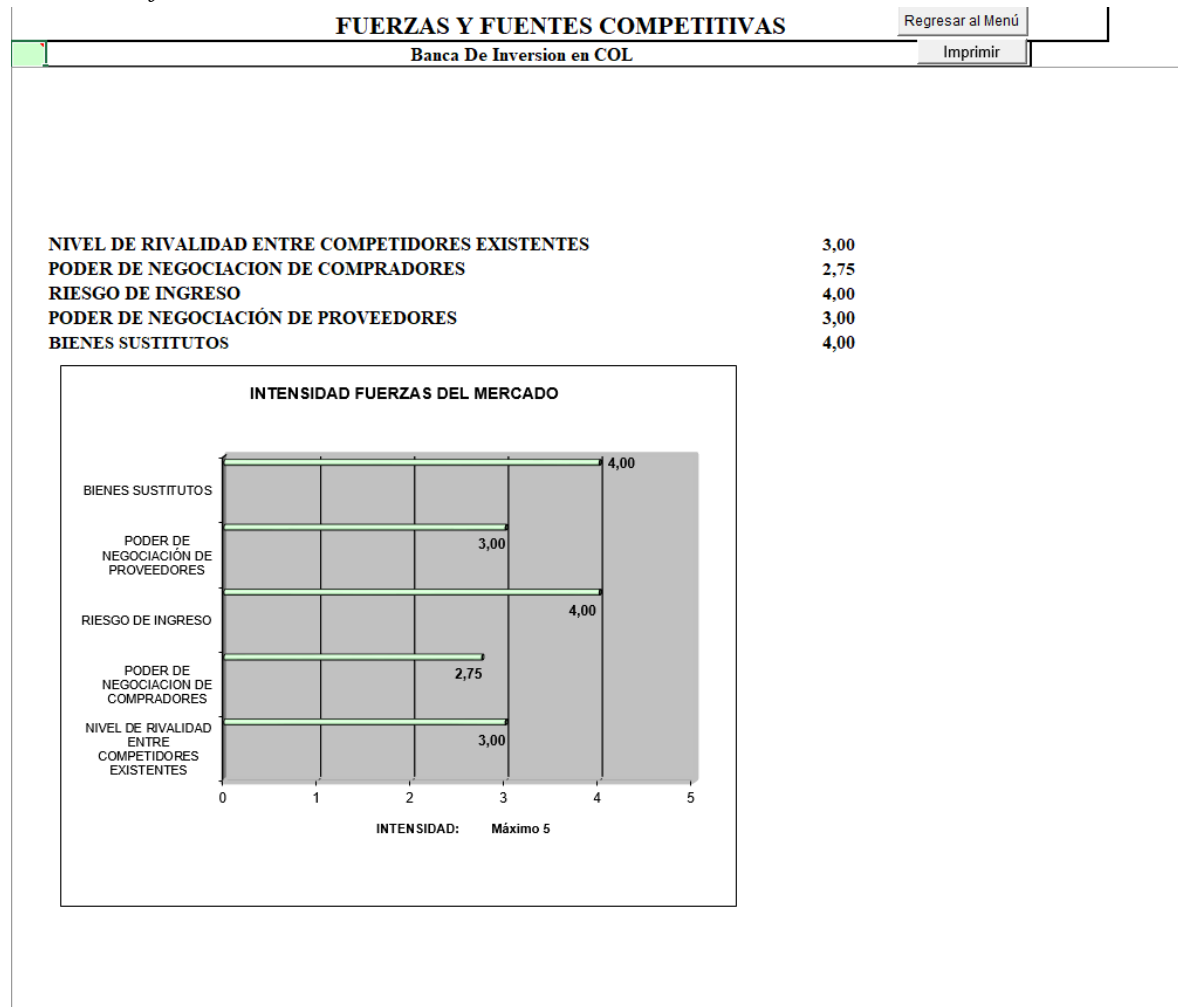 FUERZAS Y FUENTES COMPETITIVAS
Regresar al Menú
Banca De Inversion en COL
Imprimir
NIVEL DE RIVALIDAD ENTRE COMPETIDORES EXISTENTES 3,00
PODER DE NEGOCIACION DE COMPRADORES 2,75
RIESGO DE INGRESO 4,00
PODER DE NEGOCIACIÓN DE PROVEEDORES 3,00
BIENES SUSTITUTOS 4,00
INTENSIDAD FUERZAS DEL MERCADO
4,00
BIENES SUSTITUTOS
PODER DE
NEGOCIACIÓN DE
PROVEEDORES
3,00
RIESGO DE INGRESO
4,00
PODER DE
NEGOCIACION DE
COMPRADORES
2,75
NIVEL DE RIVALIDAD
ENTRE
COMPETIDORES
EXISTENTES
3,00
0 1 2 3 4 5
INTENSIDAD: Máximo 5